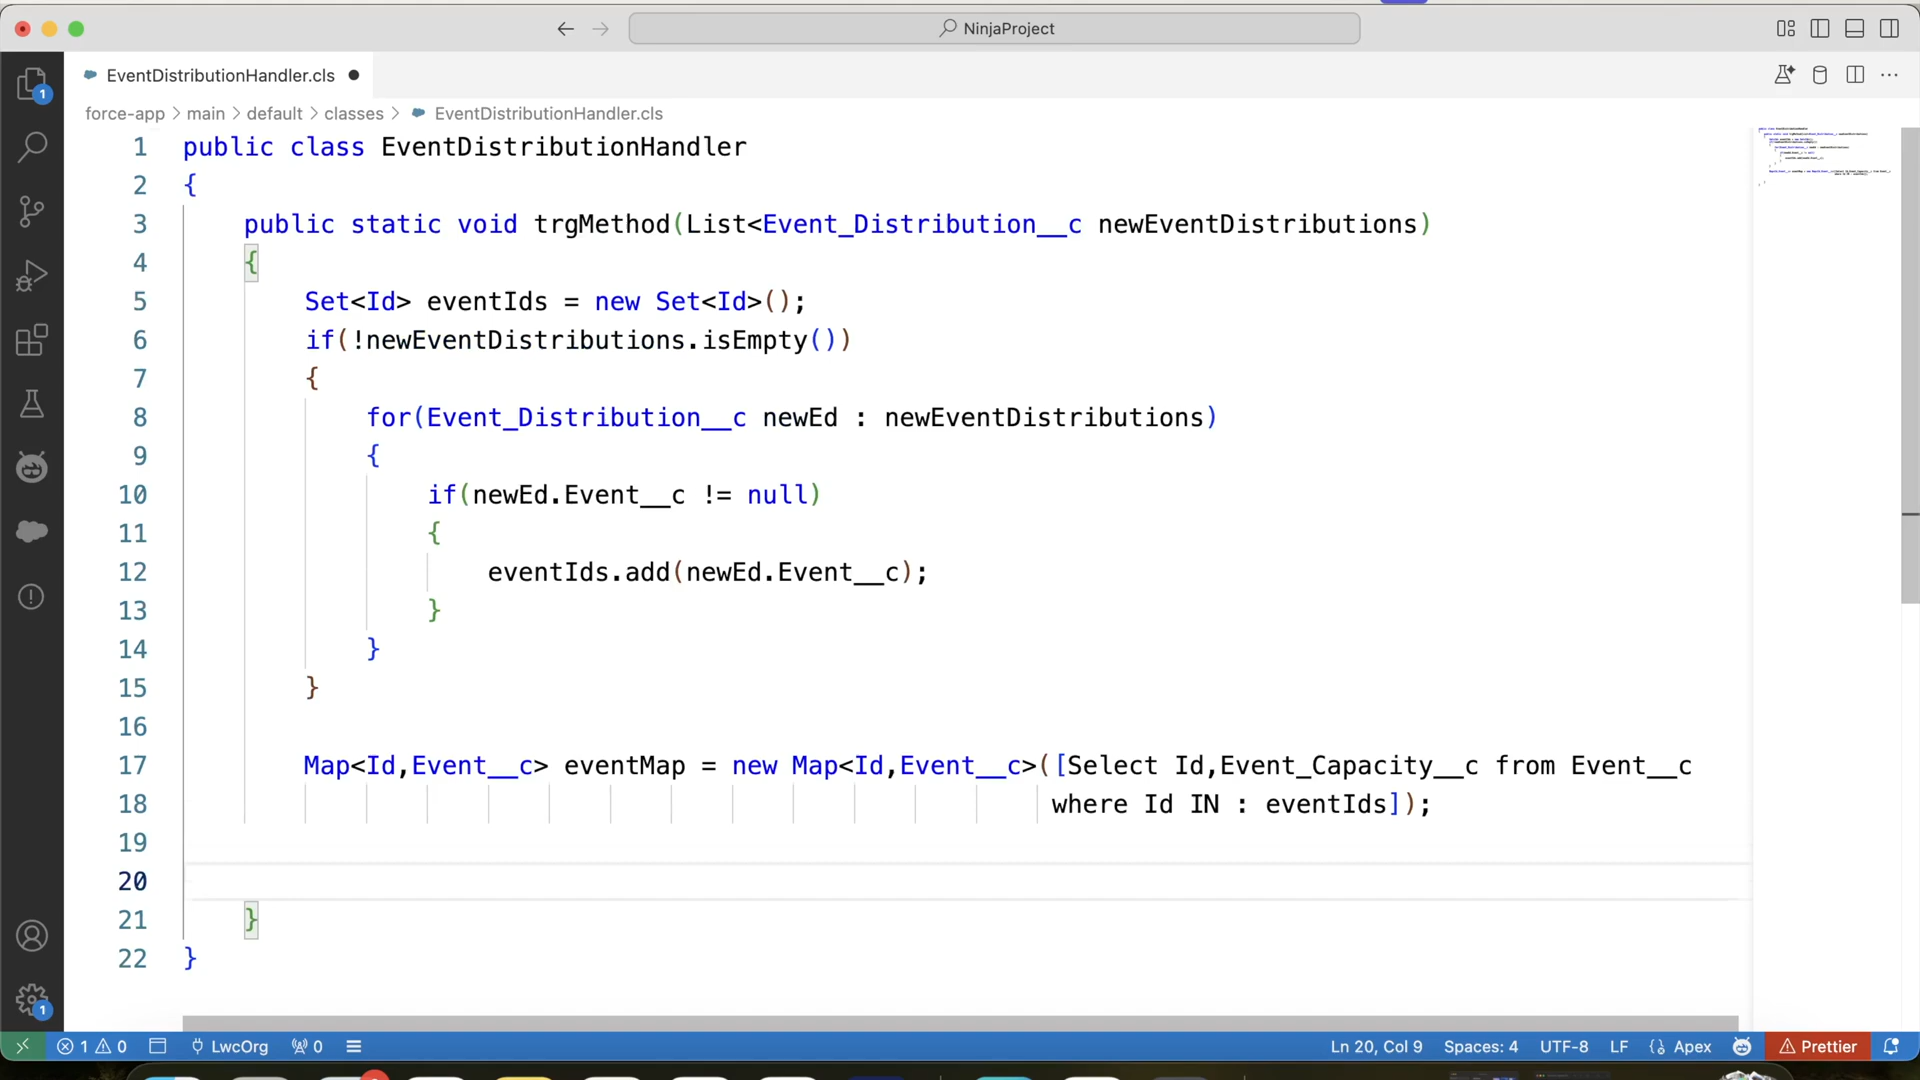 NinjaProject
EventDistributionHandler.cls
force-app > main > default > classes > EventDistributionHandler.cls
1 public class EventDistributionHandler
2 {
3 public static void trgMethod(List<Event_Distribution__c newEventDistributions)
4 {
5 Set<Id> eventIds = new Set<Id>();
6 if(!newEventDistributions.isEmpty())
7 {
8 for(Event_Distribution__c newEd : newEventDistributions)
9 {
10 if(newEd.Event__c != null)
11 {
12 eventIds.add(newEd.Event__c);
13 }
14 }
15 }
16
17 Map<Id,Event__c> eventMap = new Map<Id,Event__c>([Select Id,Event_Capacity__c from Event__c
18 where Id IN : eventIds]);
19
20
21 }
22 }
1
1
1 0 LwcOrg 0 Ln 20, Col 9 Spaces: 4 UTF-8 LF {} Apex Prettier